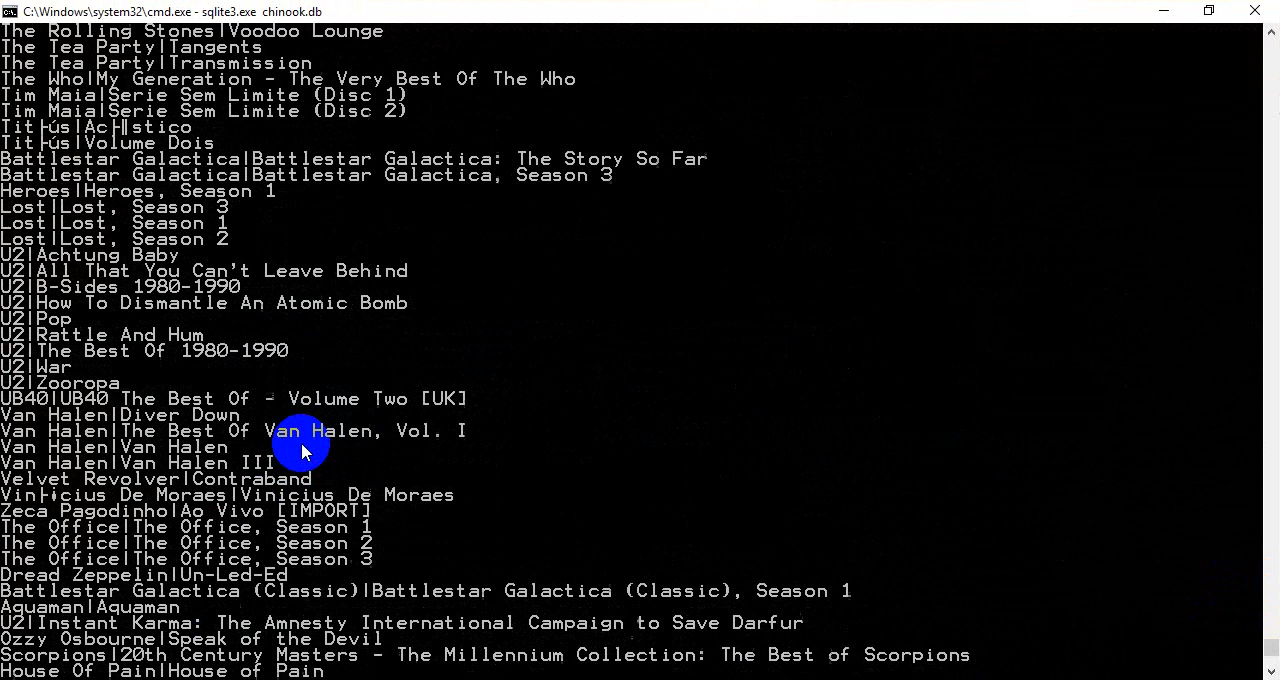 C:\Windows\system32\cmd.exe - sqlite3.exe chinook.db
The Rolling Stones|Voodoo Lounge
The Tea Party|Tangents
The Tea Party|Transmission
The Who|My Generation - The Very Best Of The Who
Tim Maia|Serie Sem Limite (Disc 1)
Tim Maia|Serie Sem Limite (Disc 2)
Tit├ús|Ac├║stico
Tit├ús|Volume Dois
Battlestar Galactica|Battlestar Galactica: The Story So Far
Battlestar Galactica|Battlestar Galactica, Season 3
Heroes|Heroes, Season 1
Lost|Lost, Season 3
Lost|Lost, Season 1
Lost|Lost, Season 2
U2|Achtung Baby
U2|All That You Can't Leave Behind
U2|B-Sides 1980-1990
U2|How To Dismantle An Atomic Bomb
U2|Pop
U2|Rattle And Hum
U2|The Best Of 1980-1990
U2|War
U2|Zooropa
UB40|UB40 The Best Of - Volume Two [UK]
Van Halen|Diver Down
Van Halen|The Best Of Van Halen, Vol. I
Van Halen|Van Halen
Van Halen|Van Halen III
Velvet Revolver|Contraband
Vin├¡cius De Moraes|Vinicius De Moraes
Zeca Pagodinho|Ao Vivo [IMPORT]
The Office|The Office, Season 1
The Office|The Office, Season 2
The Office|The Office, Season 3
Dread Zeppelin|Un-Led-Ed
Battlestar Galactica (Classic)|Battlestar Galactica (Classic), Season 1
Aquaman|Aquaman
U2|Instant Karma: The Amnesty International Campaign to Save Darfur
Ozzy Osbourne|Speak of the Devil
Scorpions|20th Century Masters - The Millennium Collection: The Best of Scorpions
House Of Pain|House of Pain